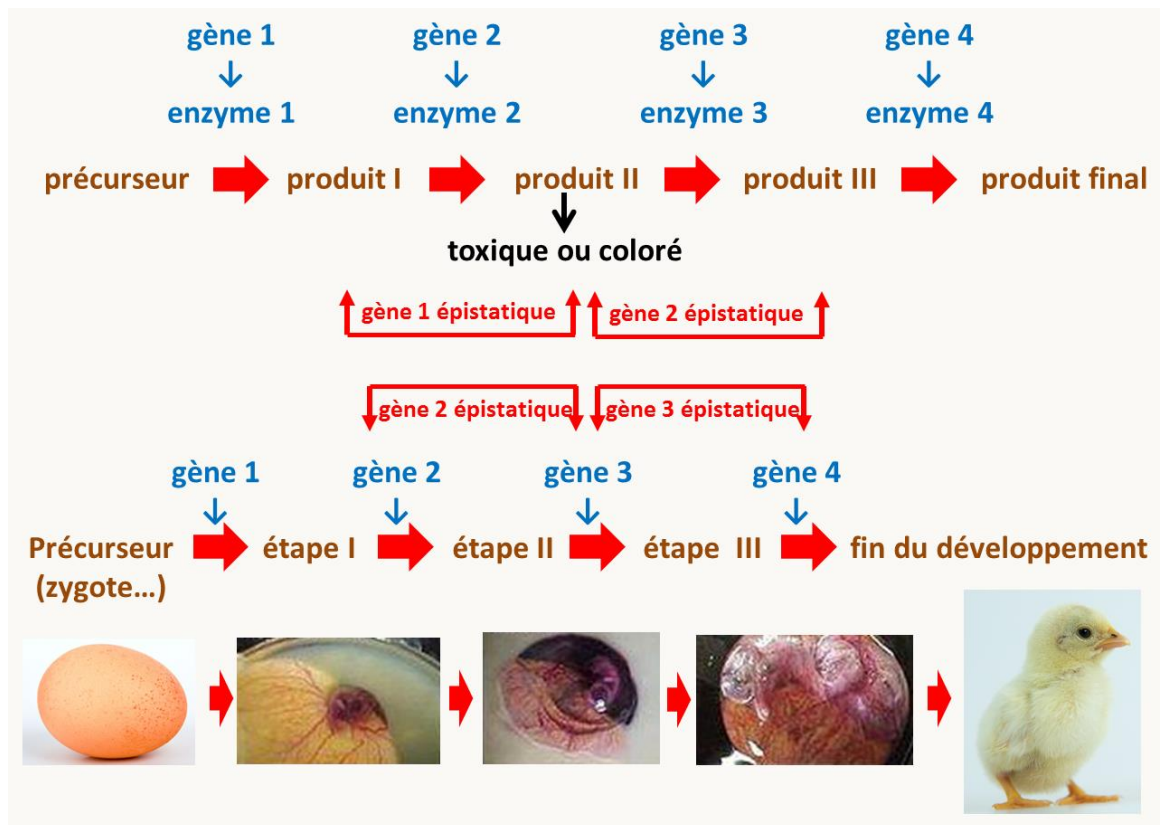 gène 1 gène 2 gène 3 gène 4
enzyme 1 enzyme 2 enzyme 3 enzyme 4
précurseur produit I produit II produit III produit final
toxique ou coloré
gène 1 épistatique gène 2 épistatique
gène 2 épistatique gène 3 épistatique
gène 1 gène 2 gène 3 gène 4
Précurseur étape I étape II étape III fin du développement
(zygote…)